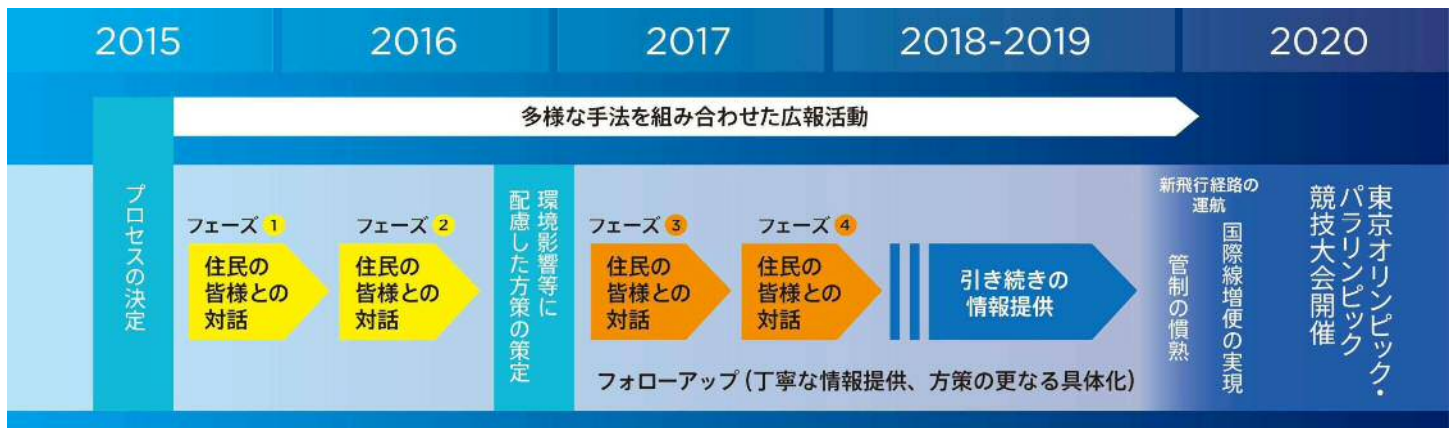 2015
2016
2017
2018-2019
2020
多様な手法を組み合わせた広報活動
プロセスの決定
フェーズ 1
住民の
皆様との
対話
フェーズ 2
住民の
皆様との
対話
環境影響等に
配慮した方策の策定
フェーズ 3
住民の
皆様との
対話
フェーズ 4
住民の
皆様との
対話
引き続きの
情報提供
フォローアップ(丁寧な情報提供、方策の更なる具体化)
新飛行経路の
運航
国際線増便の実現
管制の慣熟
東京オリンピック・
パラリンピック
競技大会開催